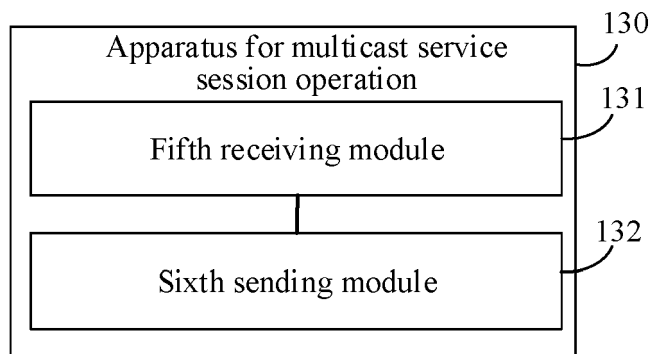 Apparatus for multicast service
session operation
130
Fifth receiving module
131
Sixth sending module
132